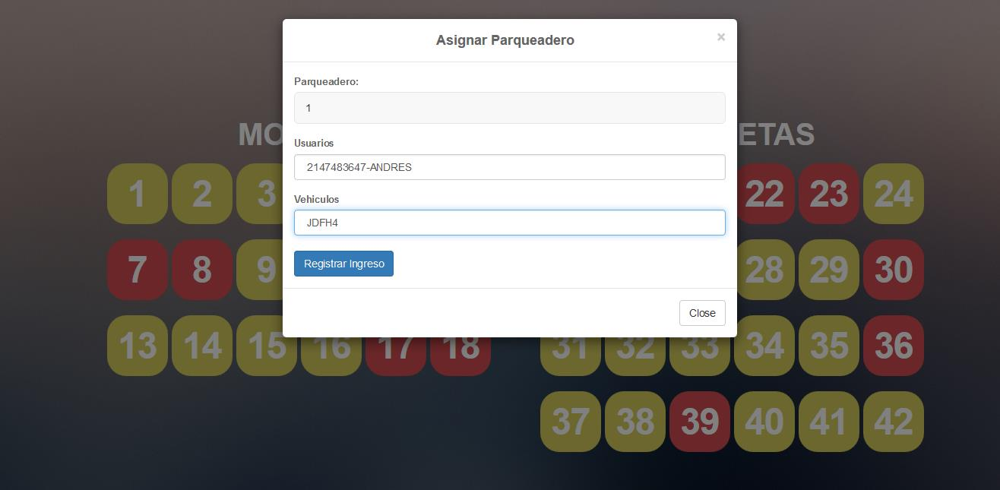 Asignar Parqueadero ×
Parqueadero:
1
Usuarios
2147483647-ANDRES
Vehiculos
JDFH4
Registrar Ingreso
Close
MO ETAS
1 2 3 22 23 24
7 8 9 28 29 30
13 14 15 16 17 18 31 32 33 34 35 36
37 38 39 40 41 42